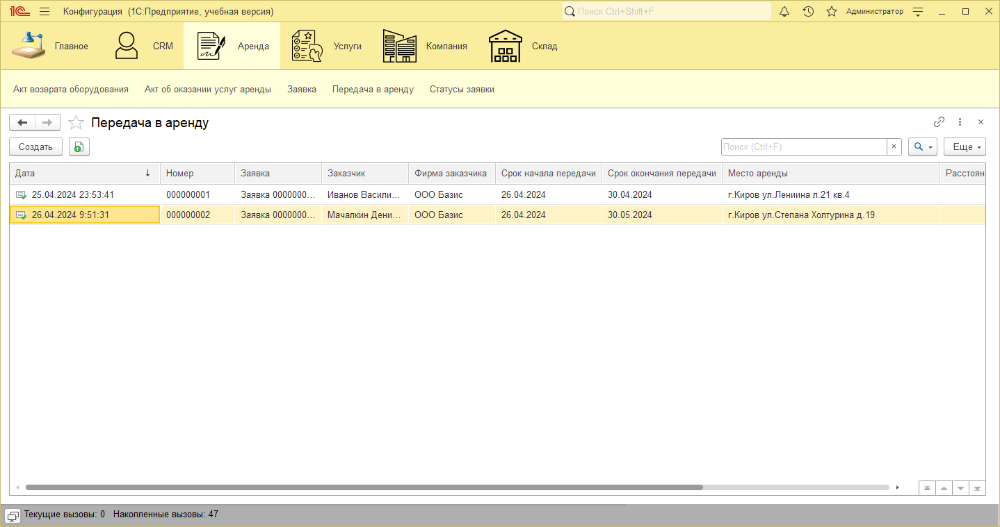 1С Конфигурация (1С:Предприятие, учебная версия) Поиск Ctrl+Shift+F Администратор
Главное CRM Аренда Услуги Компания Склад
Акт возврата оборудования Акт об оказании услуг аренды Заявка Передача в аренду Статусы заявки
Передача в аренду
Создать Поиск (Ctrl+F) × Еще
Дата ↓ Номер Заявка Заказчик Фирма заказчика Срок начала передачи Срок окончания передачи Место аренды Расстоян
25.04.2024 23:53:41 000000001 Заявка 0000000... Иванов Васили... ООО Базис 26.04.2024 30.04.2024 г.Киров ул.Лениина л.21 кв.4
26.04.2024 9:51:31 000000002 Заявка 0000000... Мачалкин Дени... ООО Базис 26.04.2024 30.05.2024 г.Киров ул.Степана Холтурина д.19
Текущие вызовы: 0 Накопленные вызовы: 47